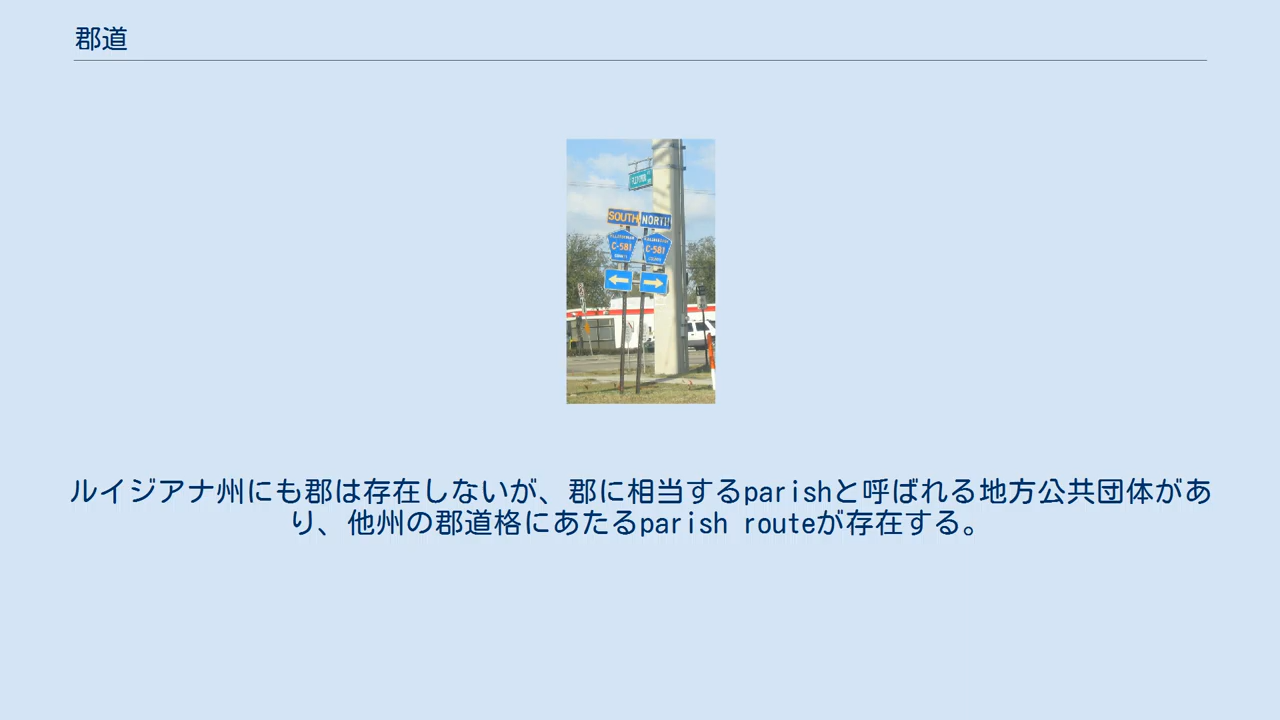 郡道
SOUTH NORTH
C-581 C-581
ルイジアナ州にも郡は存在しないが、郡に相当するparishと呼ばれる地方公共団体があ
り、他州の郡道格にあたるparish routeが存在する。